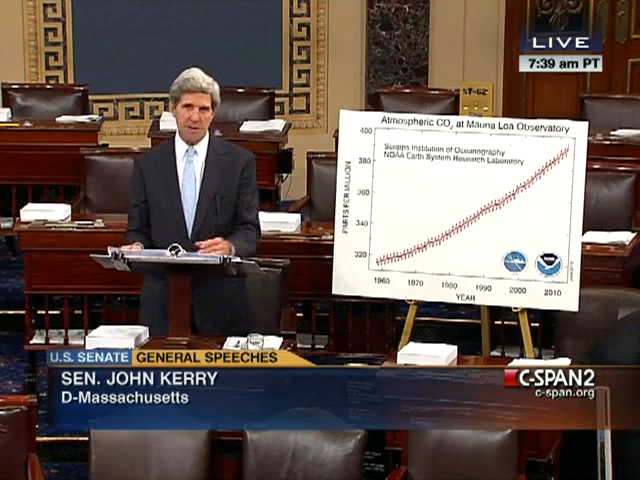 LIVE
7:39 am PT
Atmospheric CO2 at Mauna Loa Observatory
Scripps Institution of Oceanography
NOAA Earth System Research Laboratory
PARTS PER MILLION
400
380
360
340
320
1960
1970
1980
1990
2000
2010
YEAR
U.S. SENATE
GENERAL SPEECHES
SEN. JOHN KERRY
D-Massachusetts
C-SPAN2
c-span.org